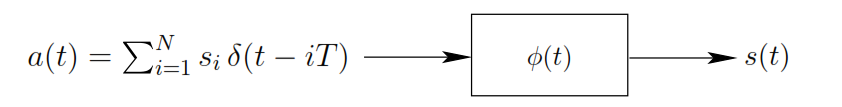 a(t) = ∑_{i=1}^{N} s_i δ(t − iT) ϕ(t) s(t)